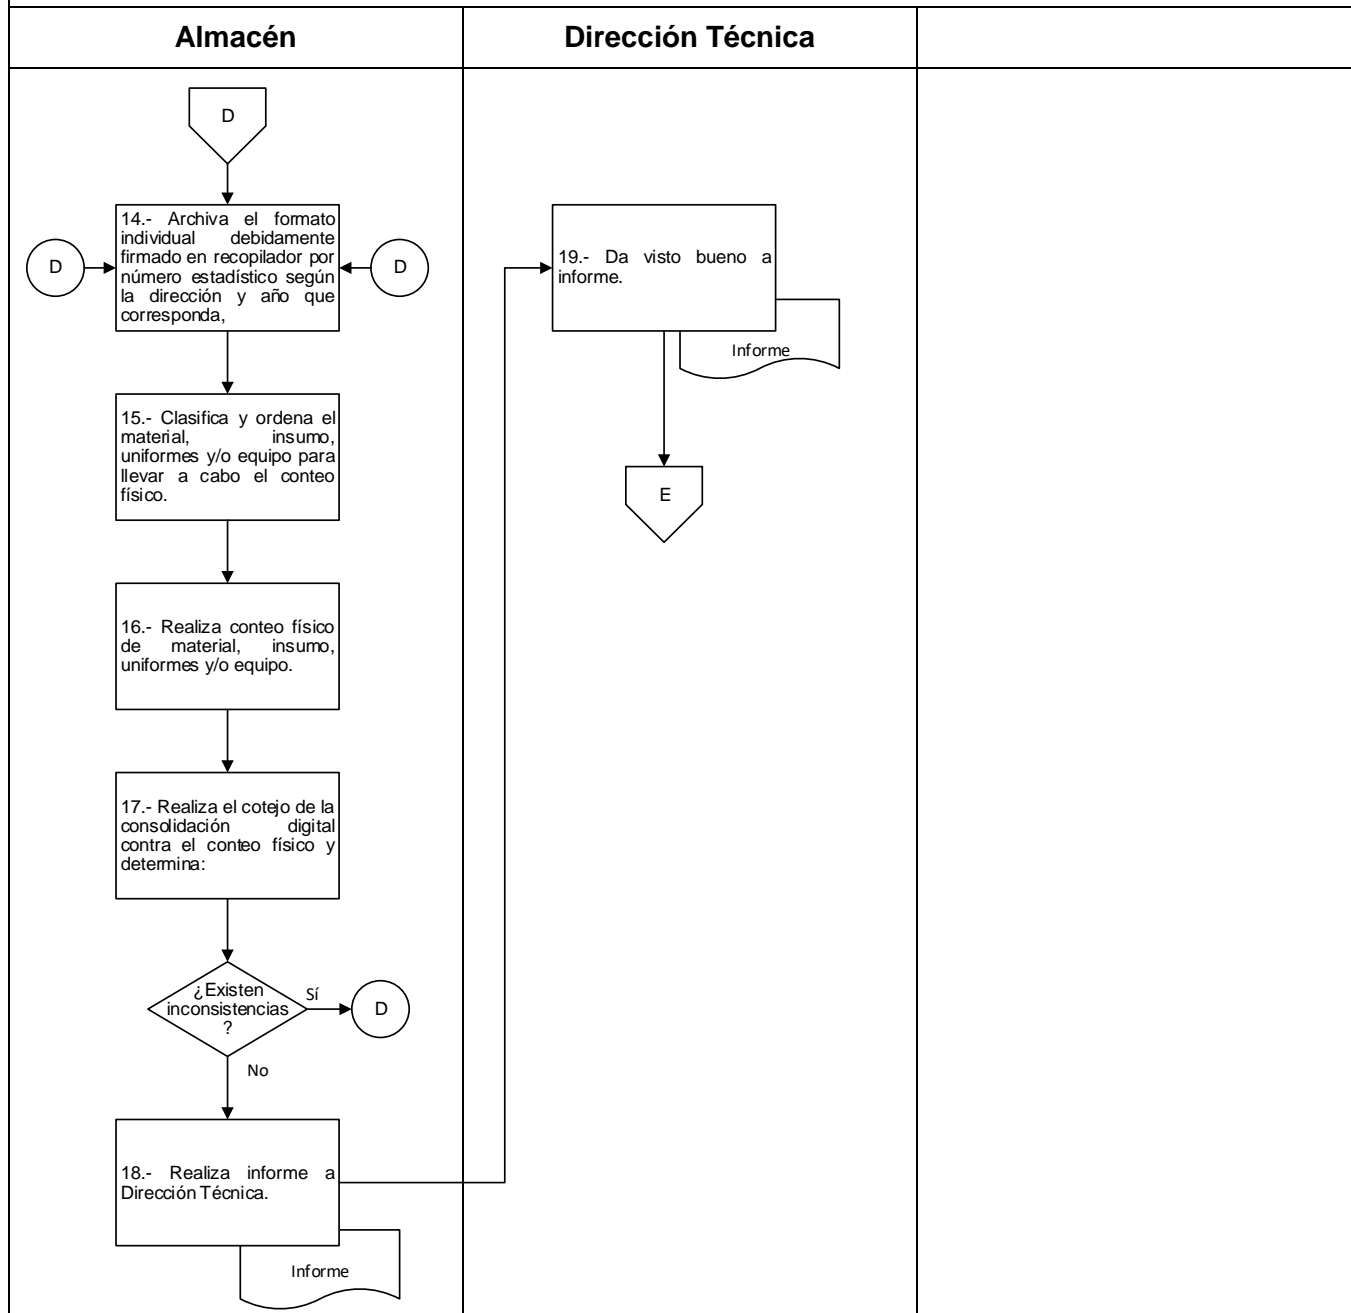 Almacén
Dirección Técnica
D
14.- Archiva el formato
individual debidamente
firmado en recopilador por
número estadístico según
la dirección y año que
corresponda,
D
D
15.- Clasifica y ordena el
material, insumo,
uniformes y/o equipo para
llevar a cabo el conteo
físico.
16.- Realiza conteo físico
de material, insumo,
uniformes y/o equipo.
17.- Realiza el cotejo de la
consolidación digital
contra el conteo físico y
determina:
¿Existen
inconsistencias
?
Sí
D
No
18.- Realiza informe a
Dirección Técnica.
Informe
19.- Da visto bueno a
informe.
Informe
E